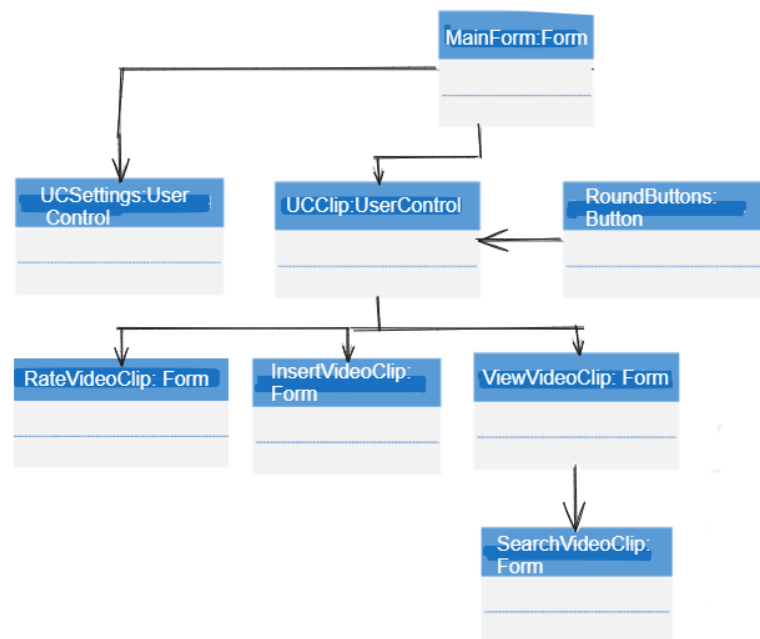 MainForm:Form
UCSettings:User
Control
UCClip:UserControl
RoundButtons:
Button
RateVideoClip: Form
InsertVideoClip:
Form
ViewVideoClip: Form
SearchVideoClip:
Form